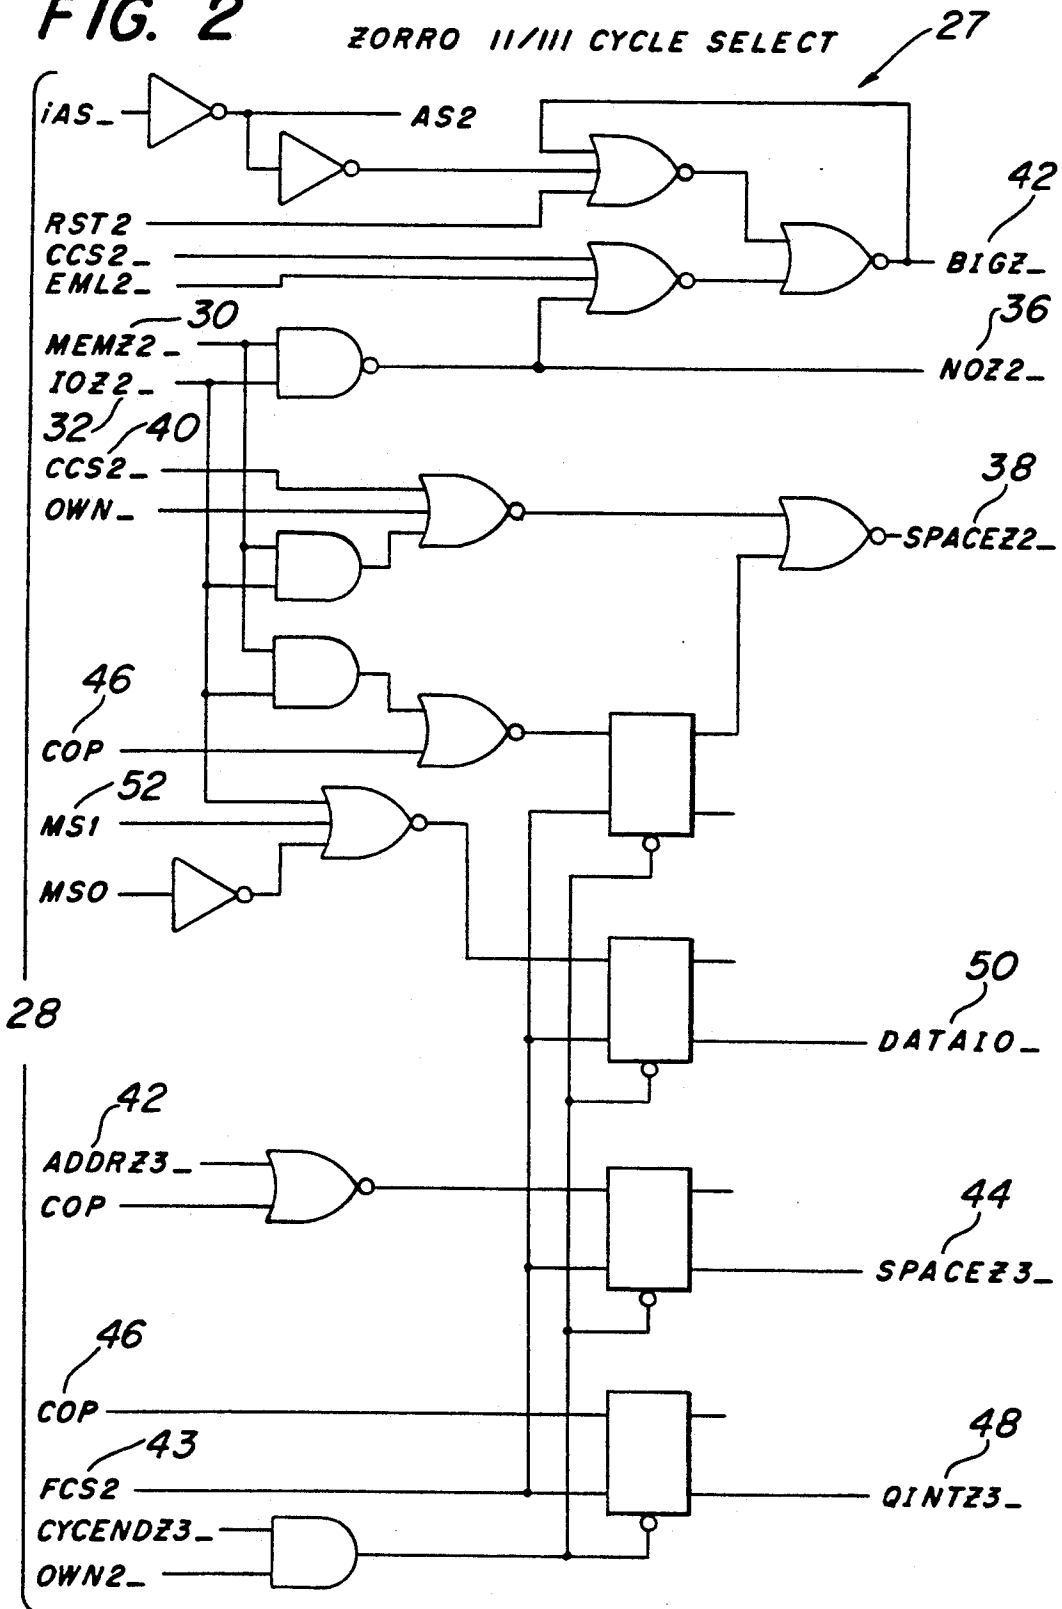 FIG. 2
ZORRO II/III CYCLE SELECT
27
iAS_
AS2
RST2
CCS2_
EML2_
42
BIGZ_
30
MEMZ2_
36
NOZ2_
IOZ2_
32
40
CCS2_
38
OWN_
SPACEZ2_
46
COP
52
MS1
MS0
28
50
DATAIO_
42
ADDRZ3_
COP
44
SPACEZ3_
46
COP
43
FCS2
48
QINTZ3_
CYCENDZ3_
OWN2_